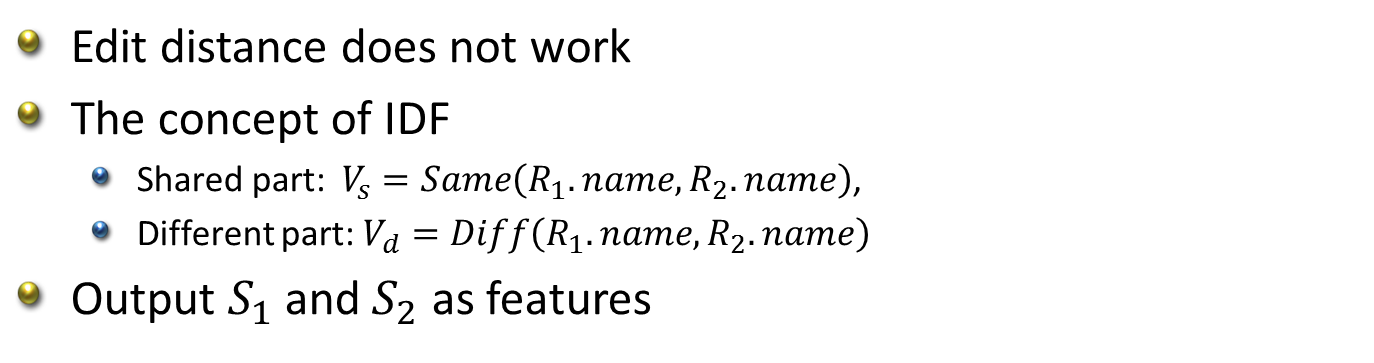 Edit distance does not work
The concept of IDF
Shared part: $V_s = Same(R_1.name, R_2.name)$,
Different part: $V_d = Diff(R_1.name, R_2.name)$
Output $S_1$ and $S_2$ as features